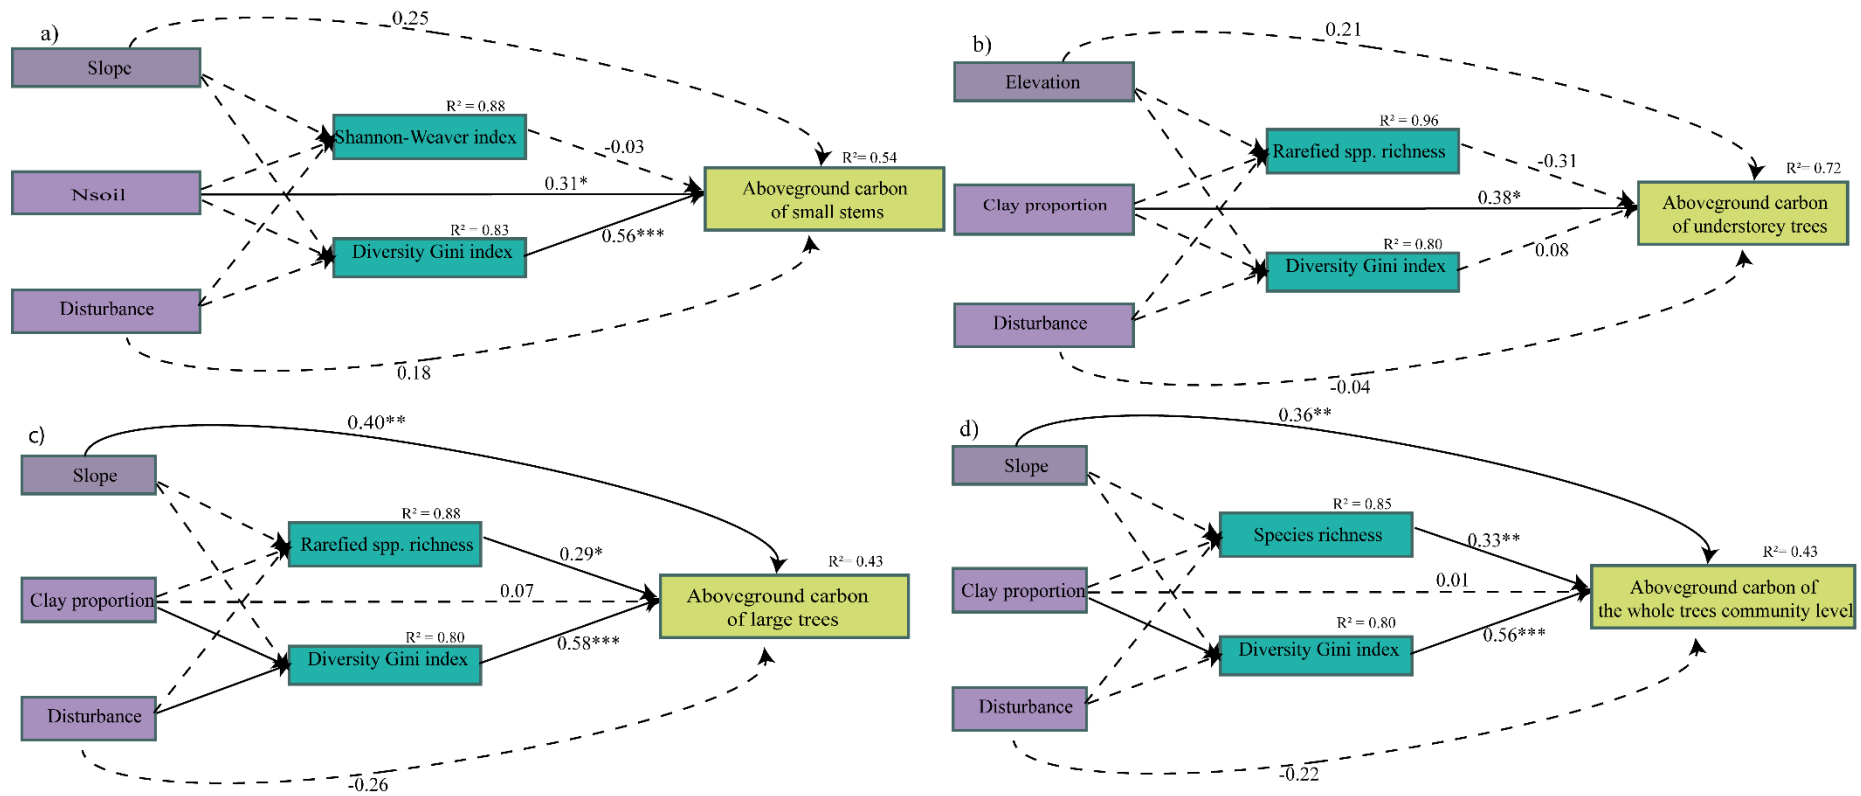 a)
0.25
Slope
R² = 0.88
Shannon-Weaver index
-0.03
R²= 0.54
Nsoil
0.31*
Aboveground carbon
of small stems
R² = 0.83
Diversity Gini index
0.56***
Disturbance
0.18
b)
0.21
Elevation
R² = 0.96
Rarefied spp. richness
-0.31
R²= 0.72
Clay proportion
0.38*
Aboveground carbon
of understorey trees
R² = 0.80
Diversity Gini index
0.08
Disturbance
-0.04
c)
0.40**
Slope
R² = 0.88
Rarefied spp. richness
0.29*
R²= 0.43
Clay proportion
0.07
Aboveground carbon
of large trees
R² = 0.80
Diversity Gini index
0.58***
Disturbance
-0.26
d)
0.36**
Slope
R² = 0.85
Species richness
0.33**
R²= 0.43
Clay proportion
0.01
Aboveground carbon of
the whole trees community level
R² = 0.80
Diversity Gini index
0.56***
Disturbance
-0.22